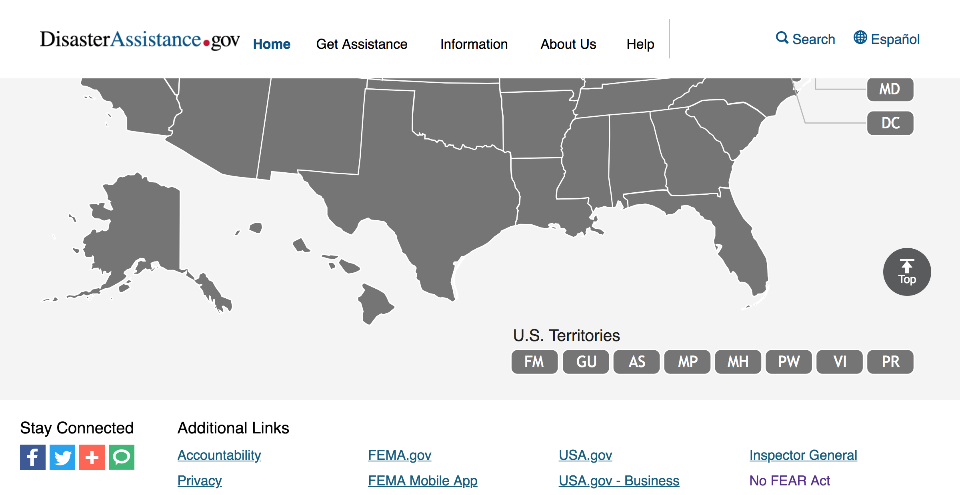 DisasterAssistance.gov Home Get Assistance Information About Us Help Search Español
MD
DC
Top
U.S. Territories
FM GU AS MP MH PW VI PR
Stay Connected Additional Links
Accountability FEMA.gov USA.gov Inspector General
Privacy FEMA Mobile App USA.gov - Business No FEAR Act